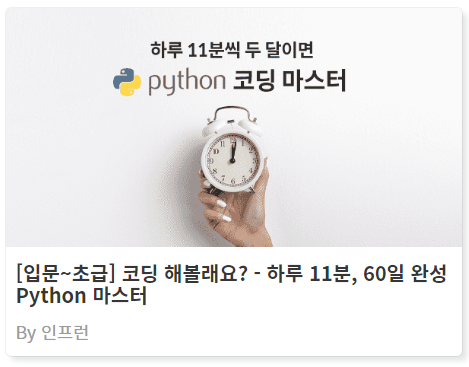 하루 11분씩 두 달이면
python 코딩 마스터
[입문~초급] 코딩 해볼래요? - 하루 11분, 60일 완성
Python 마스터
By 인프런